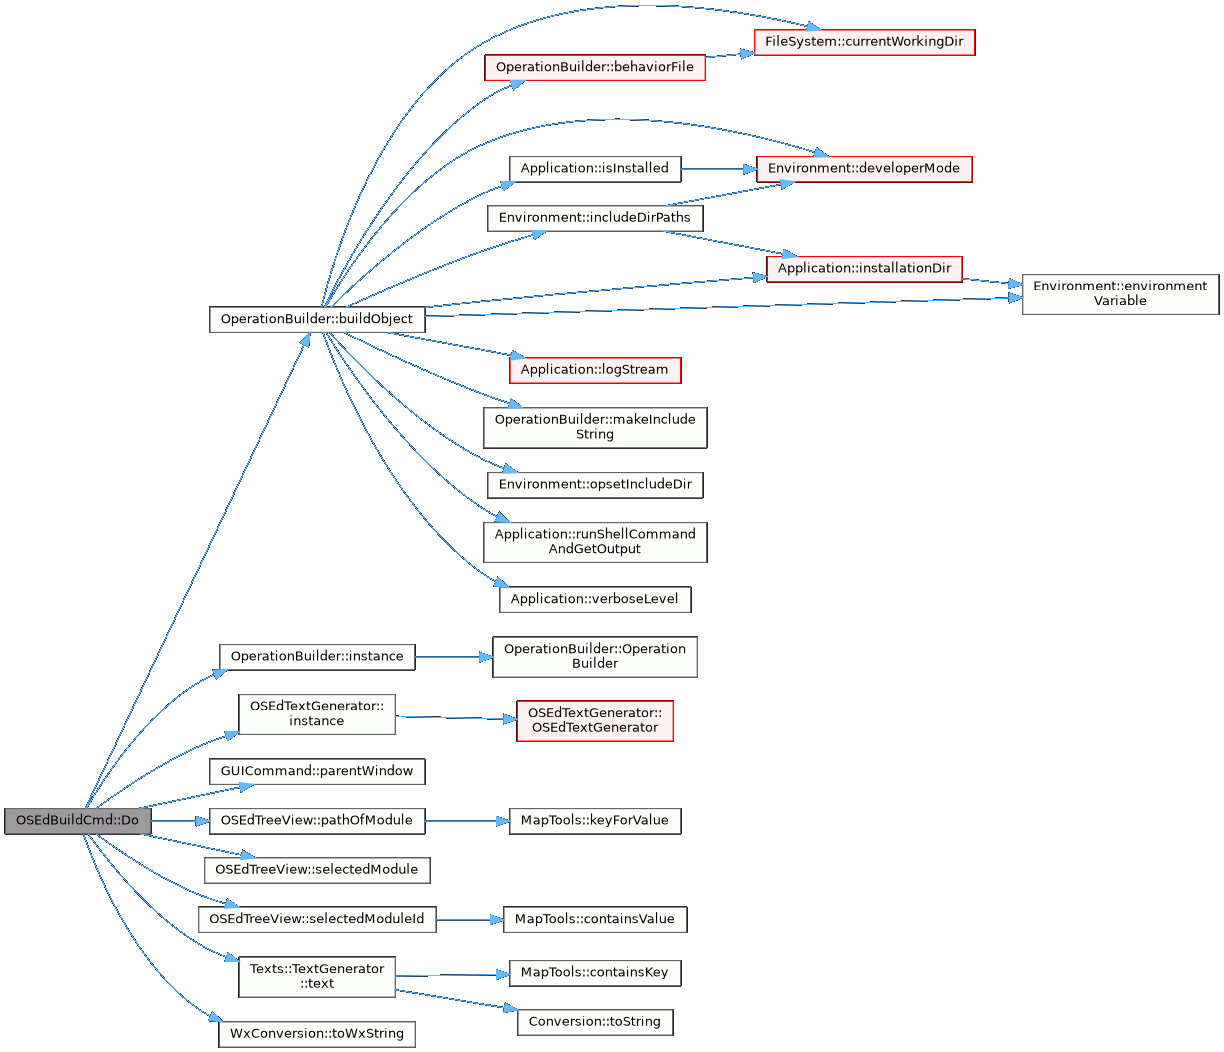 FileSystem::currentWorkingDir
OperationBuilder::behaviorFile
Application::isInstalled
Environment::developerMode
Environment::includeDirPaths
Application::installationDir
Environment::environment
Variable
OperationBuilder::buildObject
Application::logStream
OperationBuilder::makeInclude
String
Environment::opsetIncludeDir
Application::runShellCommand
AndGetOutput
Application::verboseLevel
OperationBuilder::instance
OperationBuilder::Operation
Builder
OSEdTextGenerator::
instance
OSEdTextGenerator::
OSEdTextGenerator
GUICommand::parentWindow
OSEdBuildCmd::Do
OSEdTreeView::pathOfModule
MapTools::keyForValue
OSEdTreeView::selectedModule
OSEdTreeView::selectedModuleId
MapTools::containsValue
Texts::TextGenerator
::text
MapTools::containsKey
Conversion::toString
WxConversion::toWxString